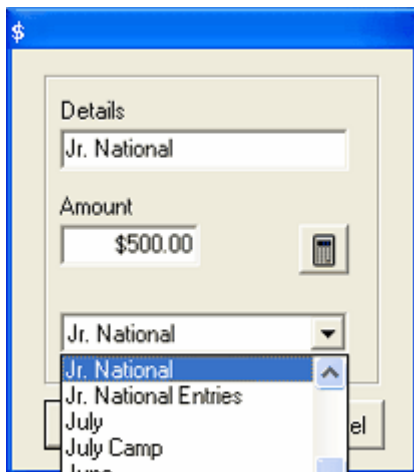 $
Details
Jr. National
Amount
$500.00
Jr. National
Jr. National
Jr. National Entries
July
July Camp